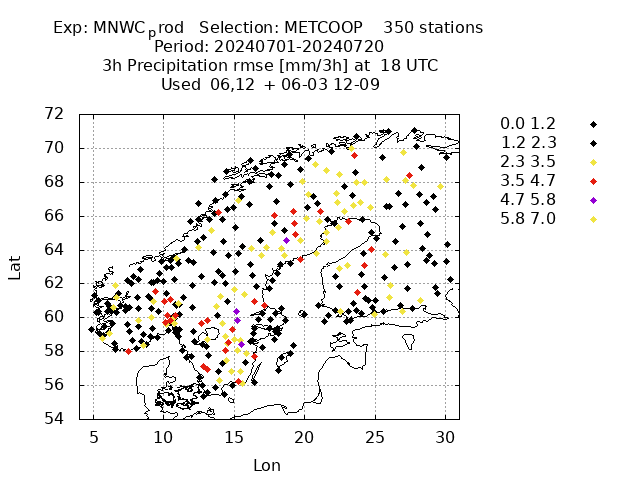 Exp: MNWC_prod   Selection: METCOOP    350 stations
Period: 20240701-20240720
3h Precipitation rmse [mm/3h] at  18 UTC
Used  06,12  + 06-03 12-09
72
70
68
66
64
62
60
58
56
54
Lat
5 10 15 20 25 30
Lon
0.0 1.2
1.2 2.3
2.3 3.5
3.5 4.7
4.7 5.8
5.8 7.0